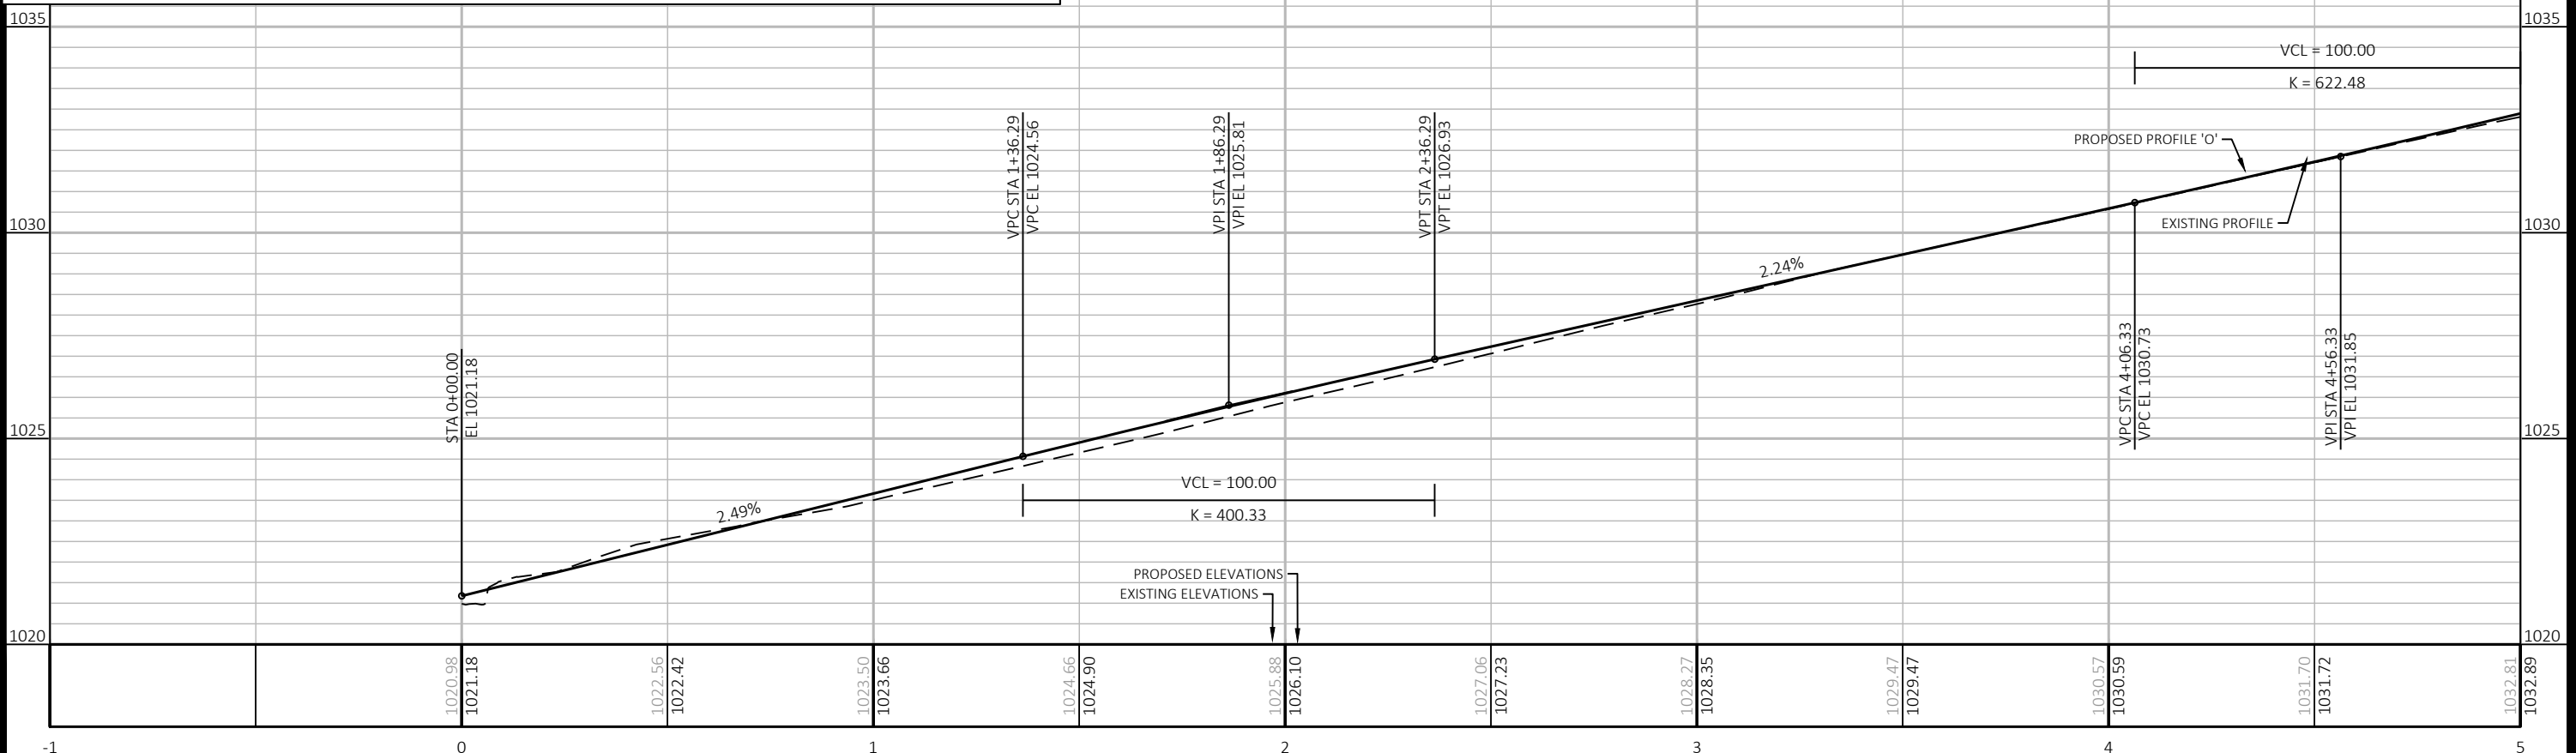 1035
1035
VCL = 100.00
K = 622.48
VPC STA 1+36.29
VPC EL 1024.56
VPI STA 1+86.29
VPI EL 1025.81
VPT STA 2+36.29
VPT EL 1026.93
PROPOSED PROFILE 'O'
EXISTING PROFILE
1030
1030
2.24%
STA 0+00.00
EL 1021.18
VPC STA 4+06.33
VPC EL 1030.73
VPI STA 4+56.33
VPI EL 1031.85
1025
1025
2.49%
VCL = 100.00
K = 400.33
PROPOSED ELEVATIONS
EXISTING ELEVATIONS
1020
1020
1020.98
1021.18
1022.56
1022.42
1023.50
1023.66
1024.66
1024.90
1025.88
1026.10
1027.06
1027.23
1028.27
1028.35
1029.47
1029.47
1030.57
1030.59
1031.70
1031.72
1032.81
1032.89
-1
0
1
2
3
4
5